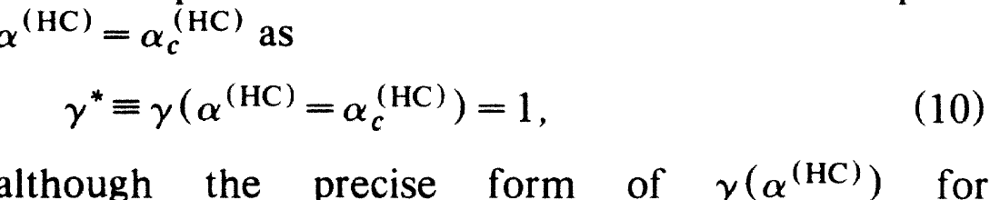 α^(HC) = α_c^(HC) as
γ* ≡ γ(α^(HC) = α_c^(HC)) = 1, (10)
although the precise form of γ(α^(HC)) for